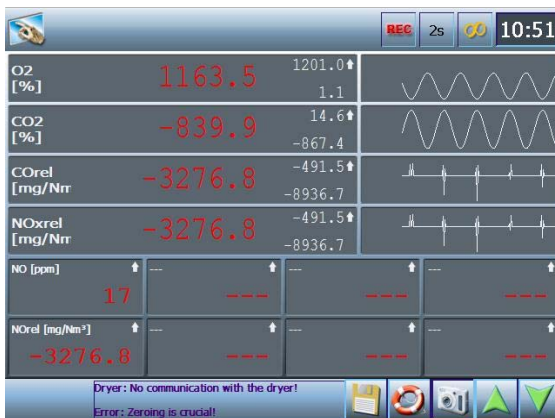 REC 2s 10:51
O2 [%] 1163.5 1201.0 1.1
CO2 [%] -839.9 14.6 -867.4
COrel [mg/Nm -3276.8 -491.5 -8936.7
NOxrel [mg/Nm -3276.8 -491.5 -8936.7
NO [ppm] --- --- ---
17 --- --- ---
NOrel [mg/Nm³] --- --- ---
-3276.8 --- --- ---
Dryer: No communication with the dryer!
Error: Zeroing is crucial!